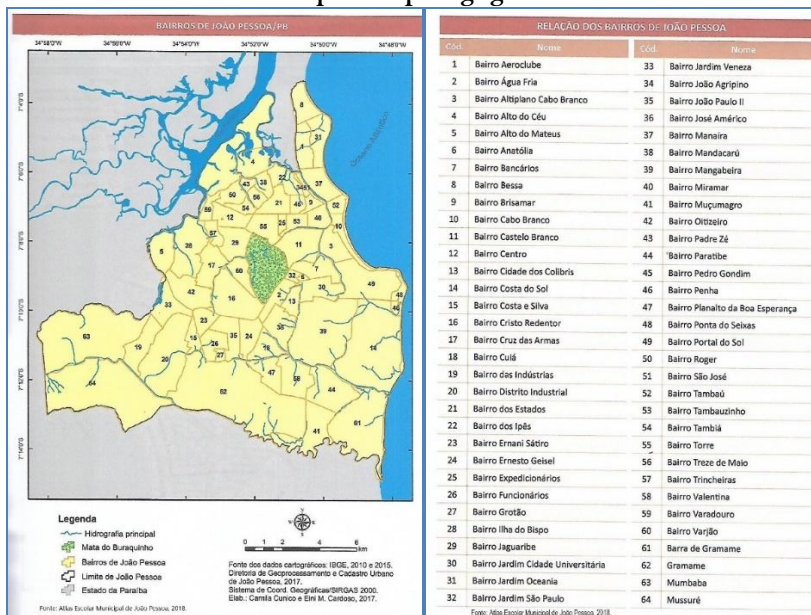 BAIRROS DE JOÃO PESSOA/PB
34°58'0"W 34°56'0"W 34°54'0"W 34°52'0"W 34°50'0"W 34°48'0"W
Oceano Atlântico
Legenda
Hidrografia principal
Mata do Buraquinho
Bairros de João Pessoa
Limite de João Pessoa
Estado da Paraíba
0 1 2 4 6
km
Fonte dos dados cartográficos: IBGE, 2010 e 2015.
Diretoria de Geoprocessamento e Cadastro Urbano
de João Pessoa, 2017.
Sistema de Coord. Geográficas/SIRGAS 2000.
Elab.: Camila Cunico e Eini M. Cardoso, 2017.
Fonte: Atlas Escolar Municipal de João Pessoa, 2018.
RELAÇÃO DOS BAIRROS DE JOÃO PESSOA
Cód. Nome
1 Bairro Aeroclube
2 Bairro Água Fria
3 Bairro Altiplano Cabo Branco
4 Bairro Alto do Céu
5 Bairro Alto do Mateus
6 Bairro Anatólia
7 Bairro Bancários
8 Bairro Bessa
9 Bairro Brisamar
10 Bairro Cabo Branco
11 Bairro Castelo Branco
12 Bairro Centro
13 Bairro Cidade dos Colibris
14 Bairro Costa do Sol
15 Bairro Costa e Silva
16 Bairro Cristo Redentor
17 Bairro Cruz das Armas
18 Bairro Cuiá
19 Bairro das Indústrias
20 Bairro Distrito Industrial
21 Bairro dos Estados
22 Bairro dos Ipês
23 Bairro Ernani Sátiro
24 Bairro Ernesto Geisel
25 Bairro Expedicionários
26 Bairro Funcionários
27 Bairro Grotão
28 Bairro Ilha do Bispo
29 Bairro Jaguaribe
30 Bairro Jardim Cidade Universitária
31 Bairro Jardim Oceania
32 Bairro Jardim São Paulo
Cód. Nome
33 Bairro Jardim Veneza
34 Bairro João Agripino
35 Bairro João Paulo II
36 Bairro José Américo
37 Bairro Manaíra
38 Bairro Mandacarú
39 Bairro Mangabeira
40 Bairro Miramar
41 Bairro Muçumagro
42 Bairro Oitizeiro
43 Bairro Padre Zé
44 Bairro Paratibe
45 Bairro Pedro Gondim
46 Bairro Penha
47 Bairro Planalto da Boa Esperança
48 Bairro Ponta do Seixas
49 Bairro Portal do Sol
50 Bairro Roger
51 Bairro São José
52 Bairro Tambaú
53 Bairro Tambauzinho
54 Bairro Tambiá
55 Bairro Torre
56 Bairro Treze de Maio
57 Bairro Trincheiras
58 Bairro Valentina
59 Bairro Varadouro
60 Bairro Varjão
61 Barra de Gramame
62 Gramame
63 Mumbaba
64 Mussuré
Fonte: Atlas Escolar Municipal de João Pessoa, 2018.